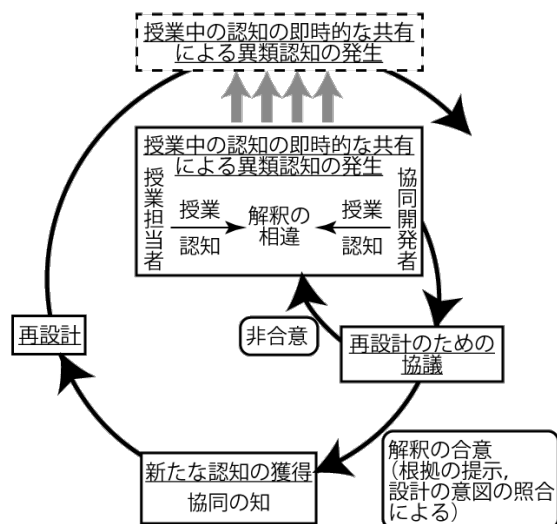 授業中の認知の即時的な共有
による異類認知の発生
授業中の認知の即時的な共有
による異類認知の発生
授業担当者
授業
認知
解釈の
相違
授業
認知
協同開発者
非合意
再設計のための
協議
再設計
新たな認知の獲得
協同の知
解釈の合意
(根拠の提示,
設計の意図の照合
による)